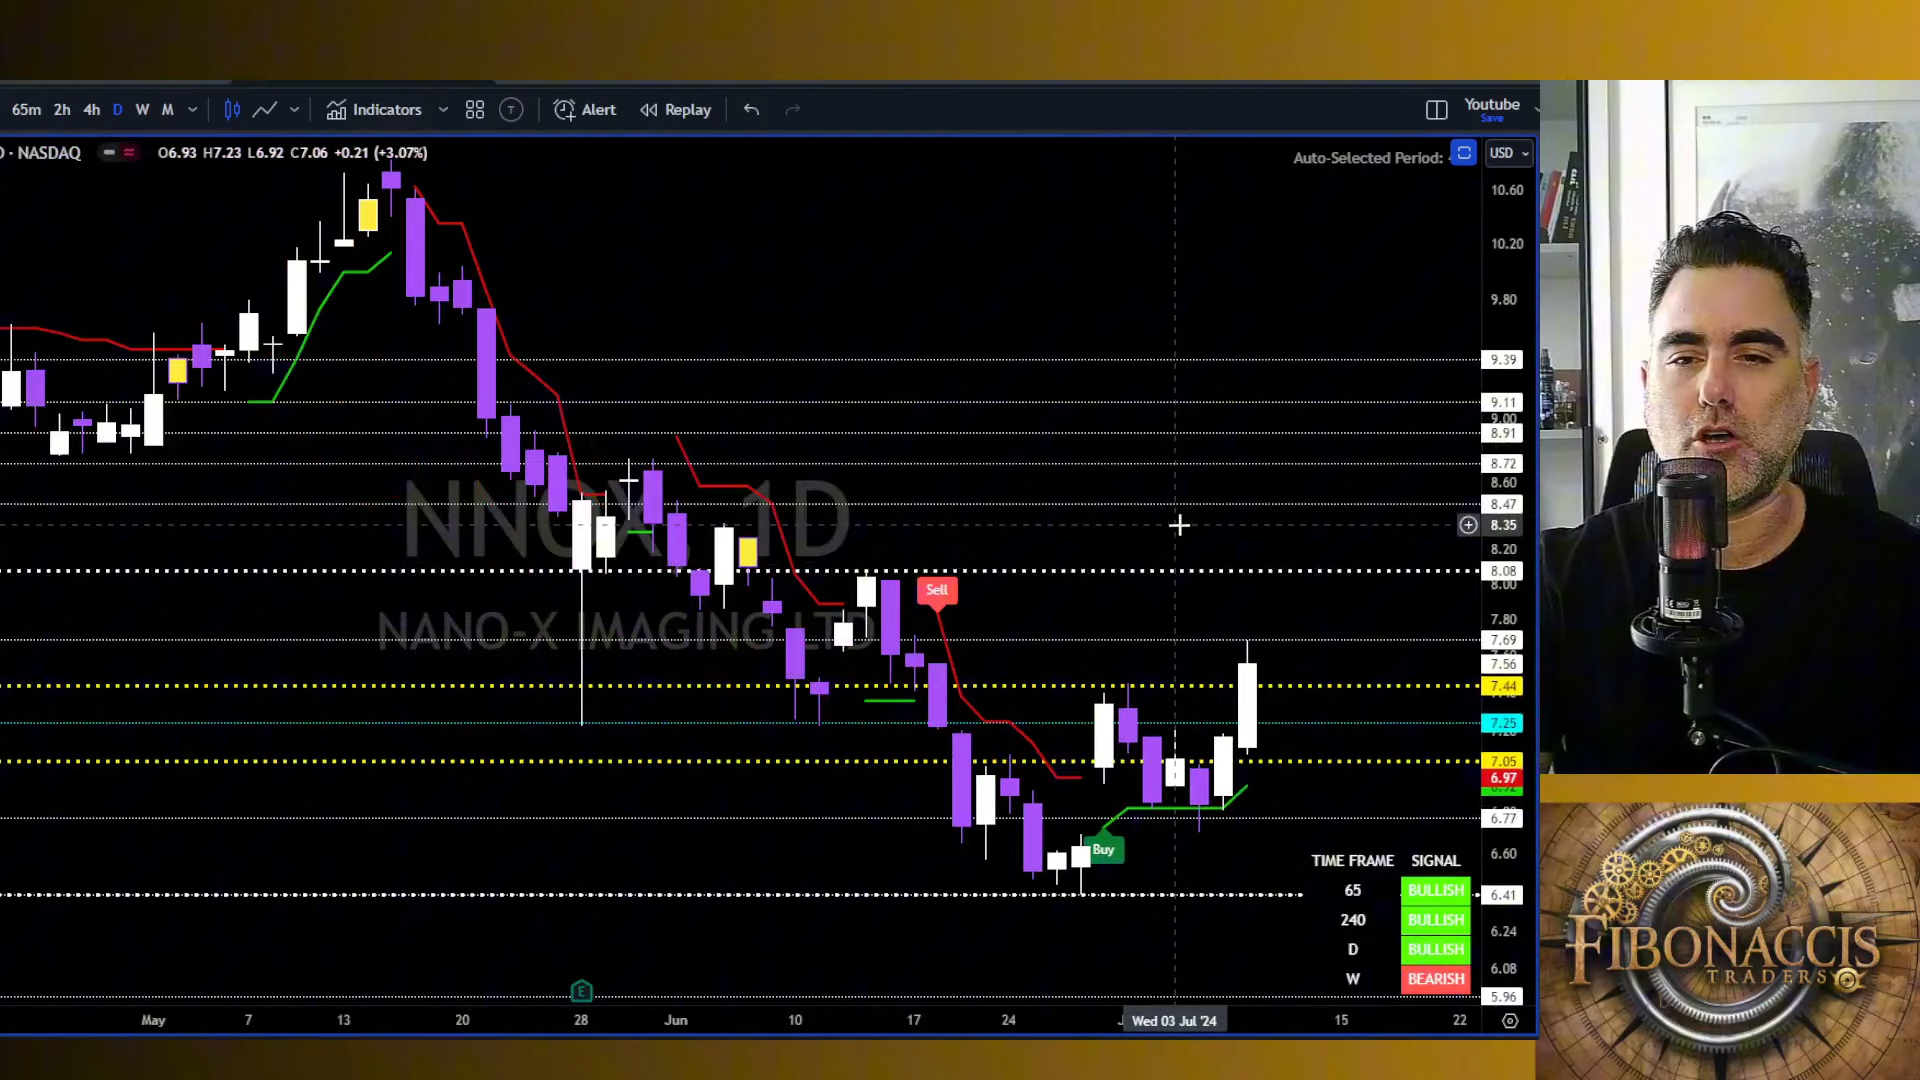 65m 2h 4h D W M Indicators T Alert Replay Youtube
Save
· NASDAQ O6.93 H7.23 L6.92 C7.06 +0.21 (+3.07%) Auto-Selected Period: USD
10.60
10.20
9.80
9.39
9.11
9.00
8.91
8.72
8.60
8.47
NNOX, 1D
8.35
8.20
8.08
8.00
Sell
7.80
NANO-X IMAGING LTD
7.69
7.56
7.44
7.25
7.05
6.97
6.77
Buy
6.60
TIME FRAME SIGNAL
65 BULLISH
6.41
240 BULLISH
6.24
D BULLISH
6.08
W BEARISH
E
5.96
May 7 13 20 28 Jun 10 17 24 Wed 03 Jul '24 15 22
FIBONACCIS
TRADERS